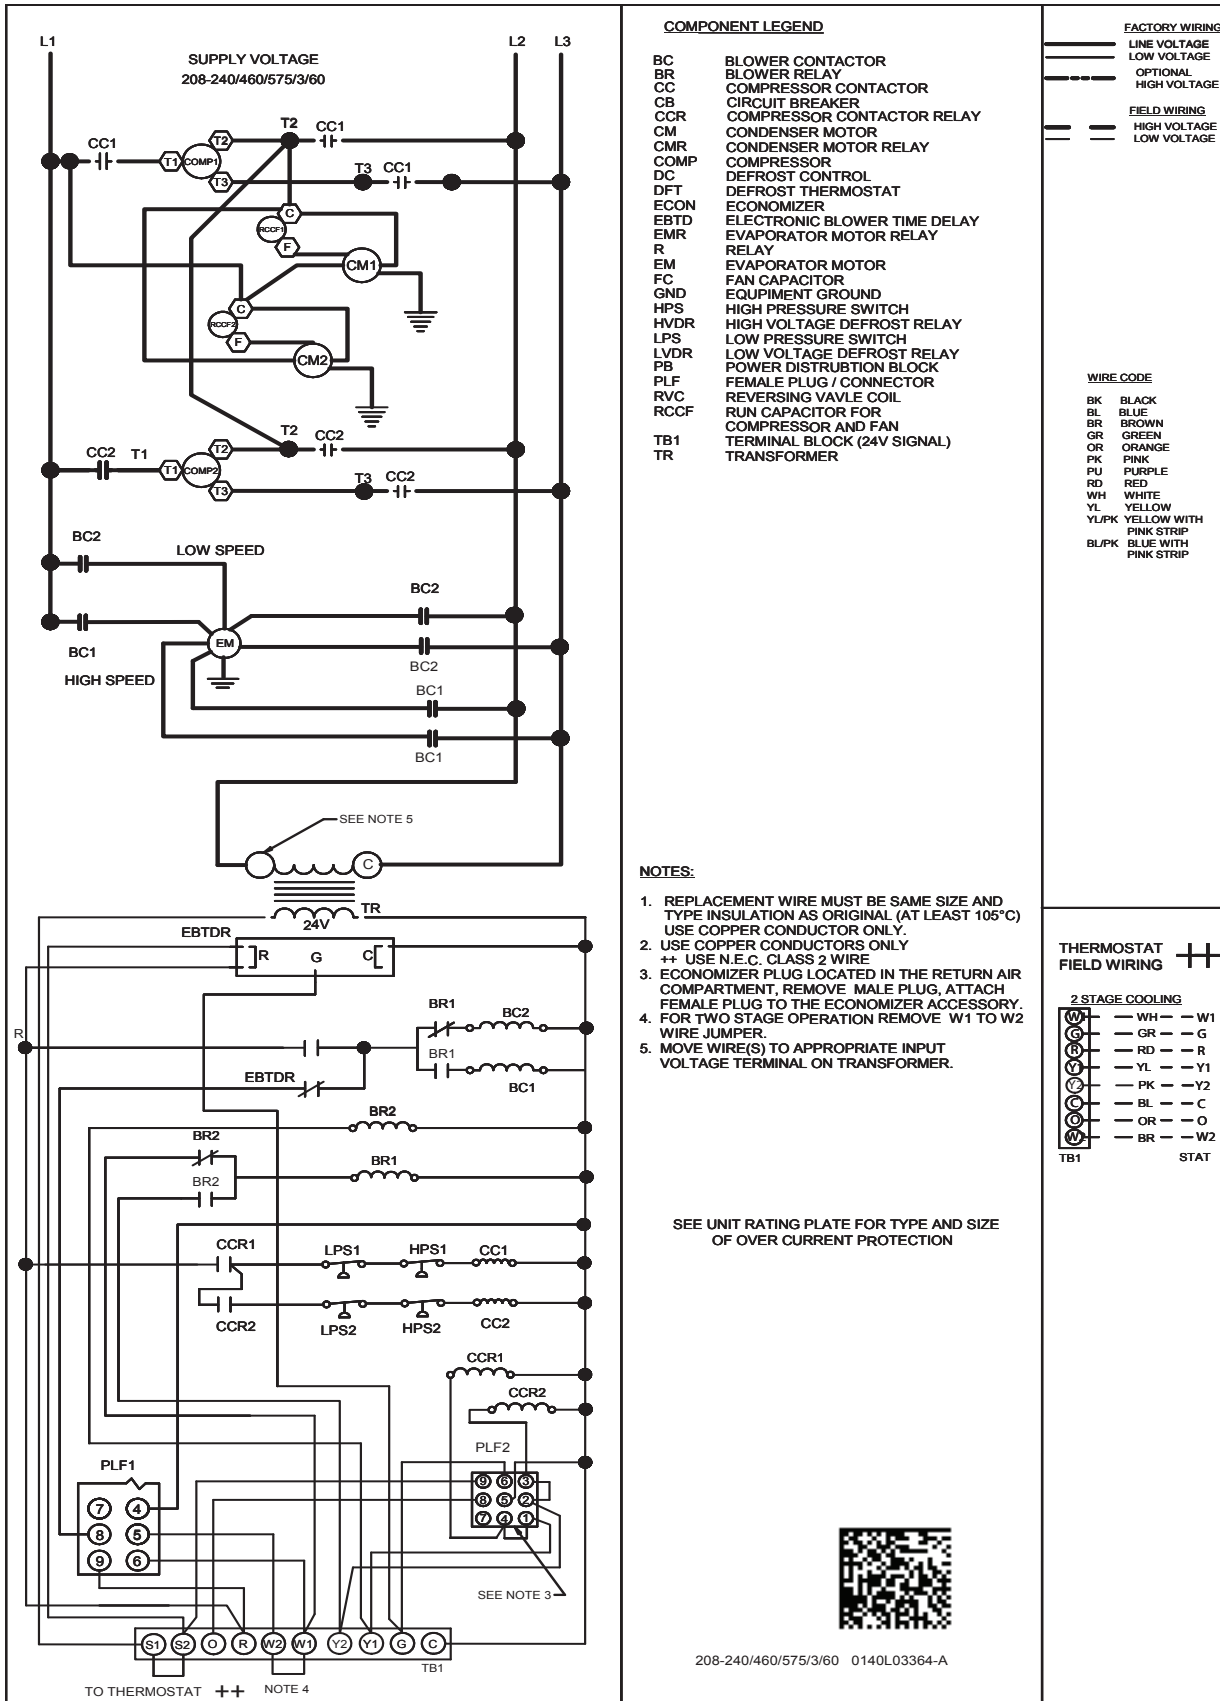 L1
L2
L3
SUPPLY VOLTAGE
208-240/460/575/3/60
T2
CC1
CC1
T2
T1
COMP1
T3
T3
CC1
C
RCCF1
F
CM1
C
RCCF2
F
CM2
T2
CC2
CC2
T1
T2
T1
COMP2
T3
T3
CC2
BC2
LOW SPEED
BC2
EM
BC1
BC2
HIGH SPEED
BC1
BC1
SEE NOTE 5
C
TR
24V
EBTDR
R
G
C
R
BR1
BC2
BR1
BC1
EBTDR
BR2
BR2
BR1
BR2
CCR1
LPS1
HPS1
CC1
CCR2
LPS2
HPS2
CC2
CCR1
CCR2
PLF2
9 6 3
8 5 2
7 4 1
PLF1
7 4
8 5
9 6
SEE NOTE 3
S1 S2 O R W2 W1 Y2 Y1 G C
TB1
TO THERMOSTAT ++
NOTE 4
COMPONENT LEGEND
BC BLOWER CONTACTOR
BR BLOWER RELAY
CC COMPRESSOR CONTACTOR
CB CIRCUIT BREAKER
CCR COMPRESSOR CONTACTOR RELAY
CM CONDENSER MOTOR
CMR CONDENSER MOTOR RELAY
COMP COMPRESSOR
DC DEFROST CONTROL
DFT DEFROST THERMOSTAT
ECON ECONOMIZER
EBTD ELECTRONIC BLOWER TIME DELAY
EMR EVAPORATOR MOTOR RELAY
R RELAY
EM EVAPORATOR MOTOR
FC FAN CAPACITOR
GND EQUPIMENT GROUND
HPS HIGH PRESSURE SWITCH
HVDR HIGH VOLTAGE DEFROST RELAY
LPS LOW PRESSURE SWITCH
LVDR LOW VOLTAGE DEFROST RELAY
PB POWER DISTRUBTION BLOCK
PLF FEMALE PLUG / CONNECTOR
RVC REVERSING VAVLE COIL
RCCF RUN CAPACITOR FOR
COMPRESSOR AND FAN
TB1 TERMINAL BLOCK (24V SIGNAL)
TR TRANSFORMER
NOTES:
1. REPLACEMENT WIRE MUST BE SAME SIZE AND
TYPE INSULATION AS ORIGINAL (AT LEAST 105°C)
USE COPPER CONDUCTOR ONLY.
2. USE COPPER CONDUCTORS ONLY
++ USE N.E.C. CLASS 2 WIRE
3. ECONOMIZER PLUG LOCATED IN THE RETURN AIR
COMPARTMENT, REMOVE MALE PLUG, ATTACH
FEMALE PLUG TO THE ECONOMIZER ACCESSORY.
4. FOR TWO STAGE OPERATION REMOVE W1 TO W2
WIRE JUMPER.
5. MOVE WIRE(S) TO APPROPRIATE INPUT
VOLTAGE TERMINAL ON TRANSFORMER.
SEE UNIT RATING PLATE FOR TYPE AND SIZE
OF OVER CURRENT PROTECTION
208-240/460/575/3/60 0140L03364-A
FACTORY WIRING
LINE VOLTAGE
LOW VOLTAGE
OPTIONAL
HIGH VOLTAGE
FIELD WIRING
HIGH VOLTAGE
LOW VOLTAGE
WIRE CODE
BK BLACK
BL BLUE
BR BROWN
GR GREEN
OR ORANGE
PK PINK
PU PURPLE
RD RED
WH WHITE
YL YELLOW
YL/PK YELLOW WITH
PINK STRIP
BL/PK BLUE WITH
PINK STRIP
THERMOSTAT
FIELD WIRING ++
2 STAGE COOLING
W1 WH W1
G GR G
R RD R
Y1 YL Y1
Y2 PK Y2
C BL C
O OR O
W2 BR W2
TB1 STAT